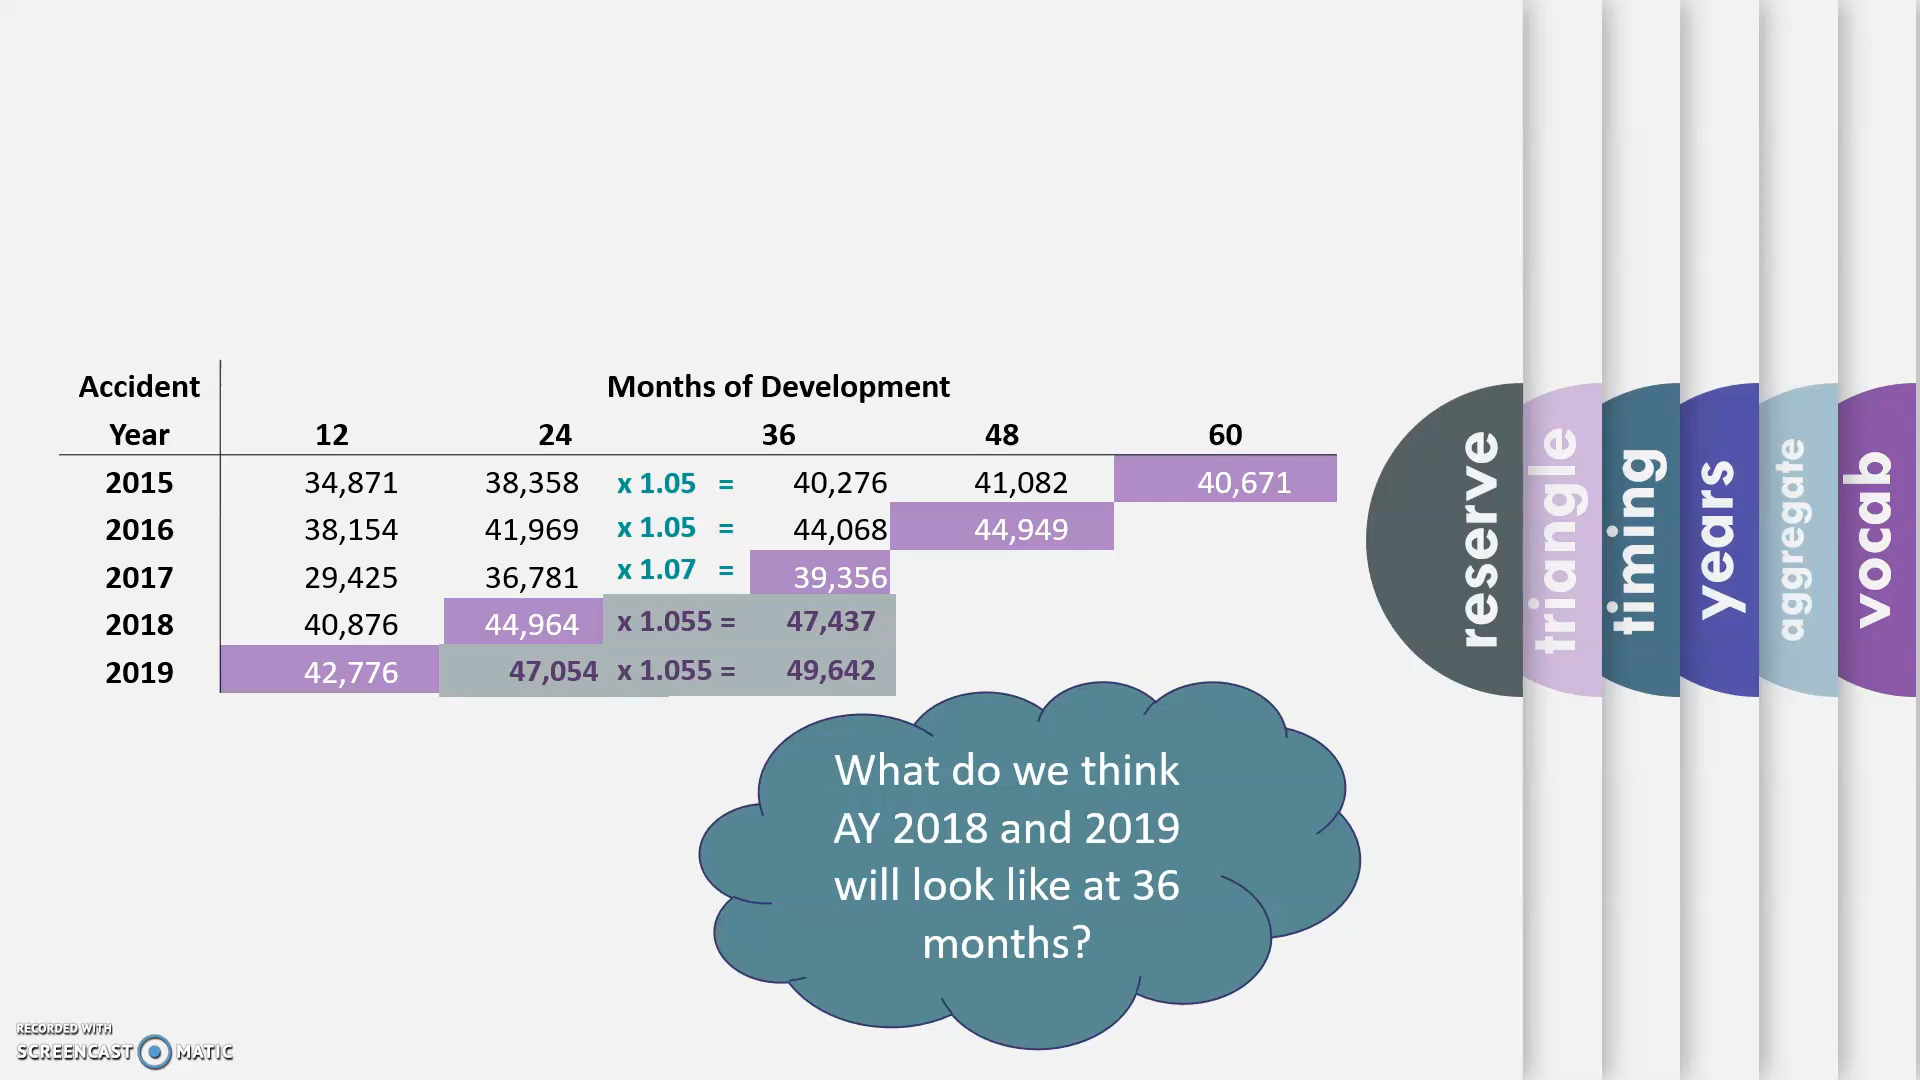 Accident Months of Development
Year 12 24 36 48 60
2015 34,871 38,358 x 1.05 = 40,276 41,082 40,671
2016 38,154 41,969 x 1.05 = 44,068 44,949
2017 29,425 36,781 x 1.07 = 39,356
2018 40,876 44,964 x 1.055 = 47,437
2019 42,776 47,054 x 1.055 = 49,642
What do we think
AY 2018 and 2019
will look like at 36
months?
reserve
triangle
timing
years
aggregate
vocab
RECORDED WITH
SCREENCAST MATIC